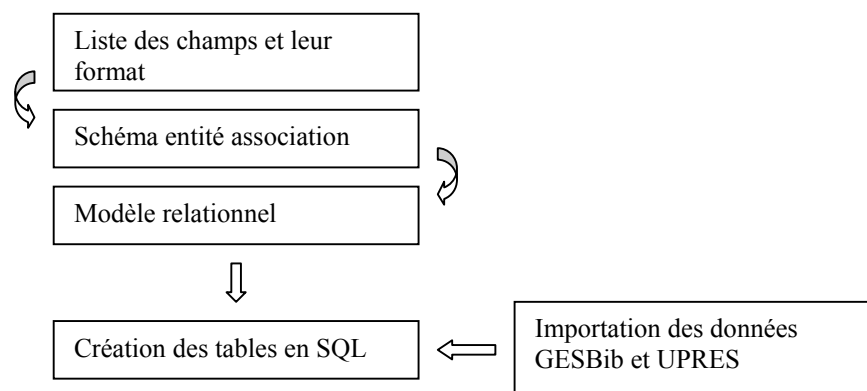 Liste des champs et leur
format
Schéma entité association
Modèle relationnel
Création des tables en SQL
Importation des données
GESBib et UPRES